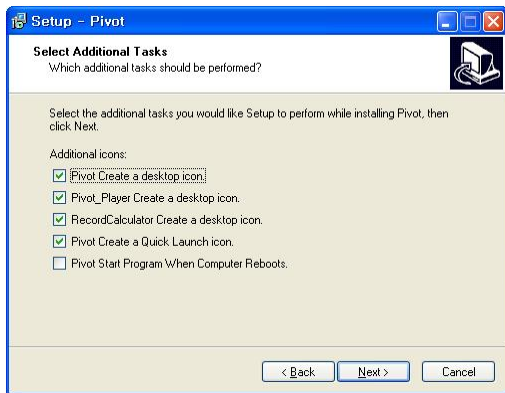 Setup - Pivot
Select Additional Tasks
Which additional tasks should be performed?
Select the additional tasks you would like Setup to perform while installing Pivot, then
click Next.
Additional icons:
Pivot Create a desktop icon.
Pivot_Player Create a desktop icon.
RecordCalculator Create a desktop icon.
Pivot Create a Quick Launch icon.
Pivot Start Program When Computer Reboots.
< Back Next > Cancel